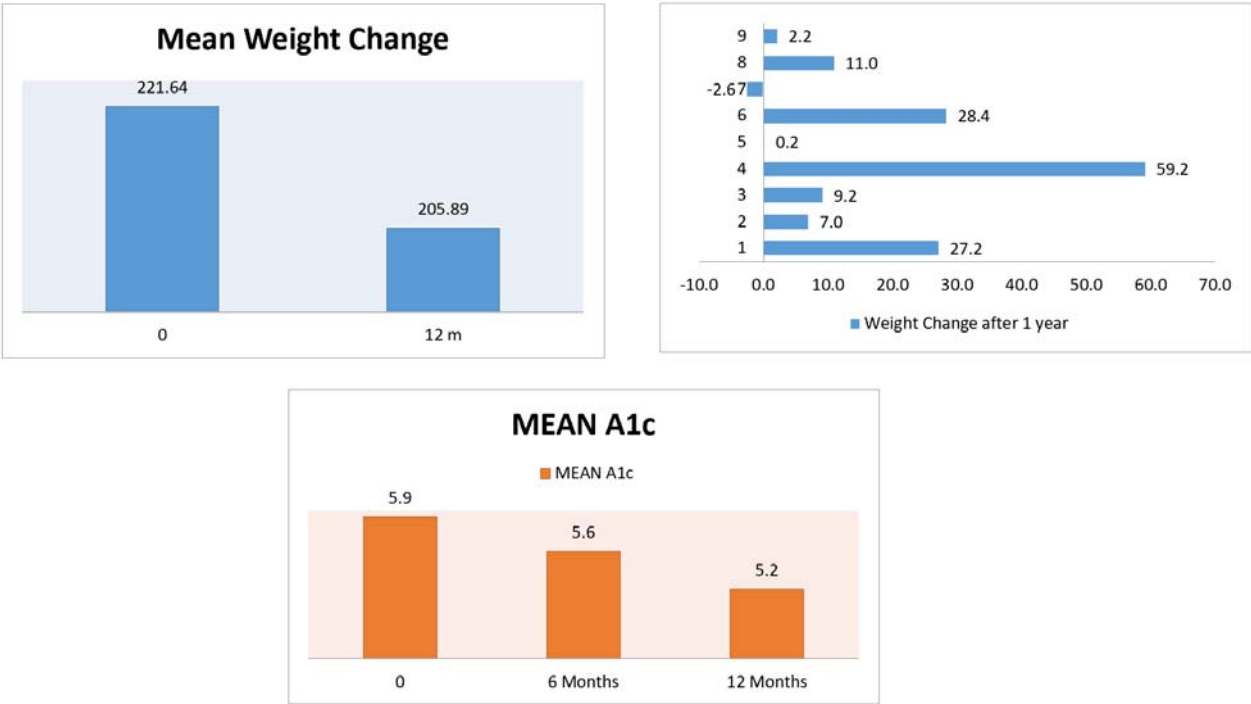 Mean Weight Change
221.64
205.89
0 12 m
9 2.2
8 11.0
-2.67
6 28.4
5 0.2
4 59.2
3 9.2
2 7.0
1 27.2
-10.0 0.0 10.0 20.0 30.0 40.0 50.0 60.0 70.0
Weight Change after 1 year
MEAN A1c
MEAN A1c
5.9
5.6
5.2
0 6 Months 12 Months